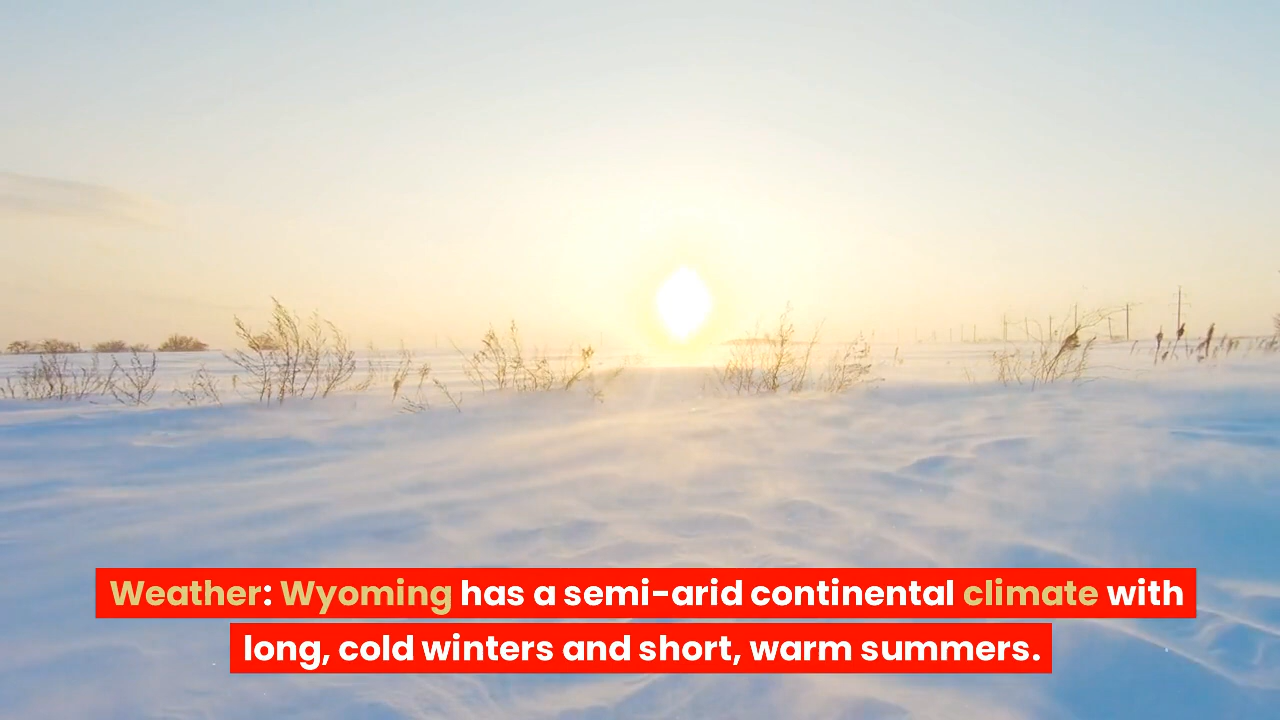 Weather: Wyoming has a semi-arid continental climate with
long, cold winters and short, warm summers.